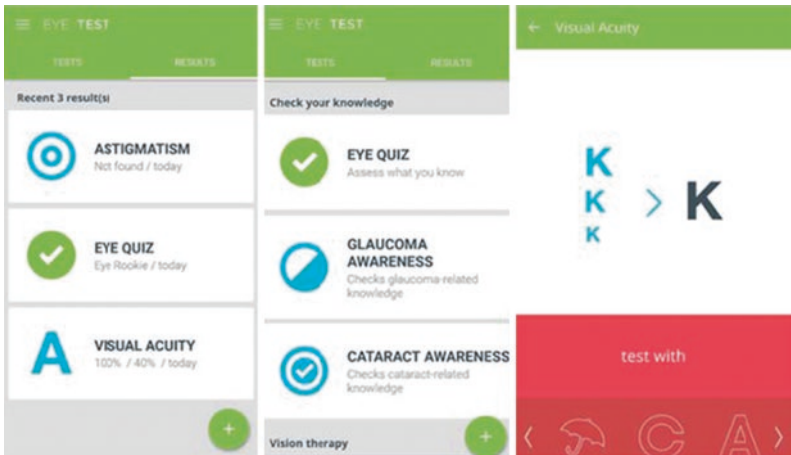 EYE TEST
TESTS RESULTS
Recent 3 result(s)
ASTIGMATISM
Not found / today
EYE QUIZ
Eye Rookie / today
VISUAL ACUITY
100% / 40% / today
+
EYE TEST
TESTS RESULTS
Check your knowledge
EYE QUIZ
Assess what you know
GLAUCOMA
AWARENESS
Checks glaucoma-related
knowledge
CATARACT AWARENESS
Checks cataract-related
knowledge
Vision therapy
+
Visual Acuity
K
K
K
K
test with
C A